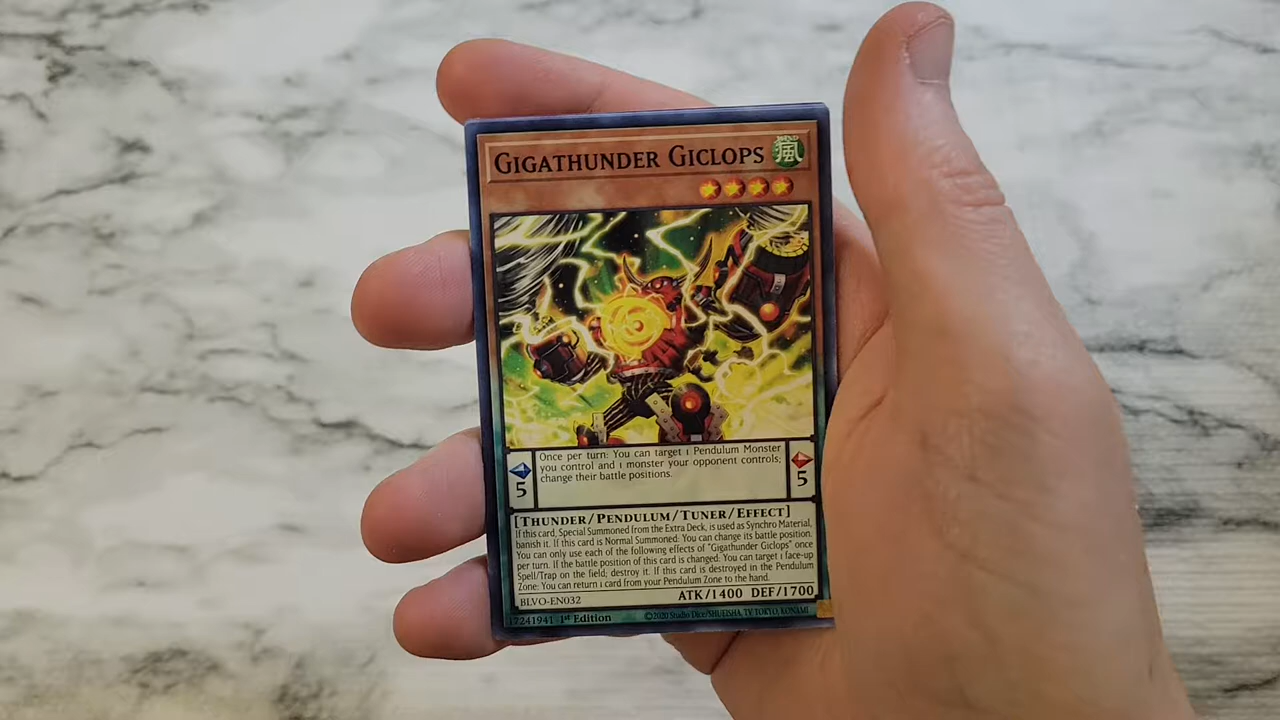 GIGATHUNDER GICLOPS
WIND
風
Once per turn: You can target 1 Pendulum Monster
you control and 1 monster your opponent controls;
change their battle positions.
5
5
[THUNDER/PENDULUM/TUNER/EFFECT]
If this card, Special Summoned from the Extra Deck, is used as Synchro Material,
banish it. If this card is Normal Summoned: You can change its battle position.
You can only use each of the following effects of "Gigathunder Giclops" once
per turn. If the battle position of this card is changed: You can target 1 face-up
Spell/Trap on the field; destroy it. If this card is destroyed in the Pendulum
Zone: You can return 1 card from your Pendulum Zone to the hand.
ATK/1400 DEF/1700
BLVO-EN032
17241941 1st Edition
©2020 Studio Dice/SHUEISHA, TV TOKYO, KONAMI